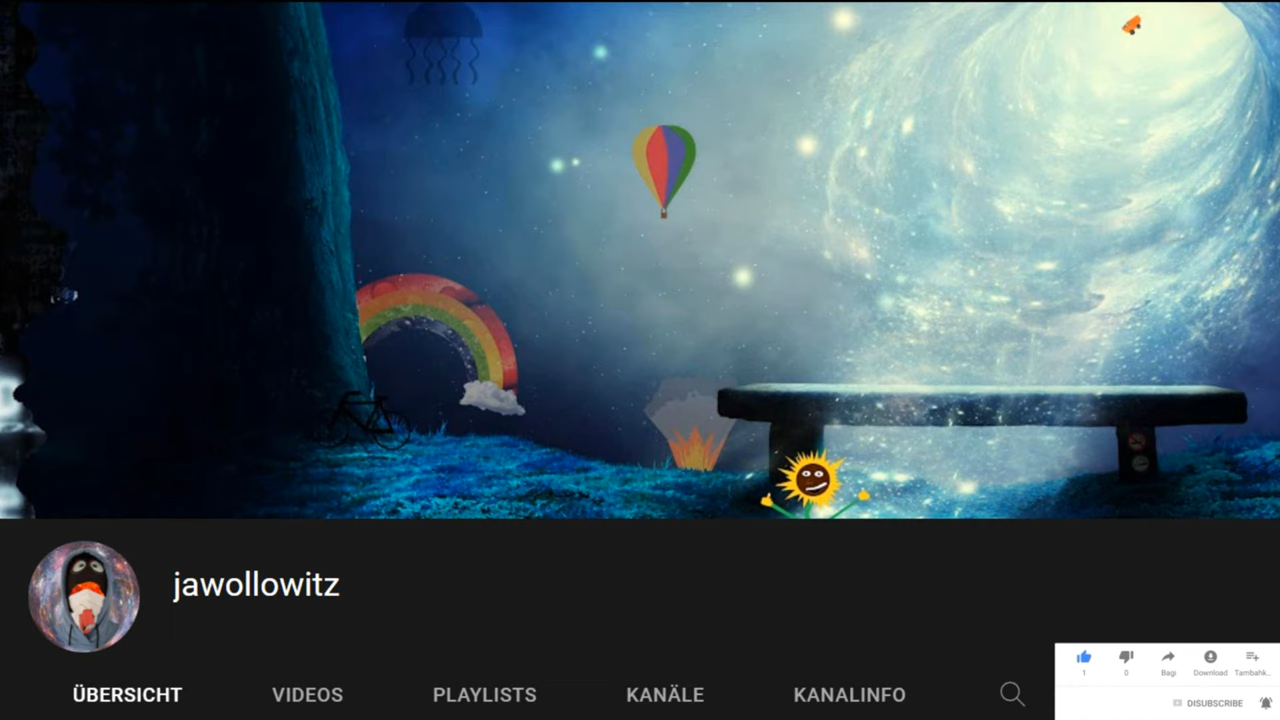 jawollowitz
ÜBERSICHT VIDEOS PLAYLISTS KANÄLE KANALINFO
1 0 Bagi Download Tambahk...
DISUBSCRIBE